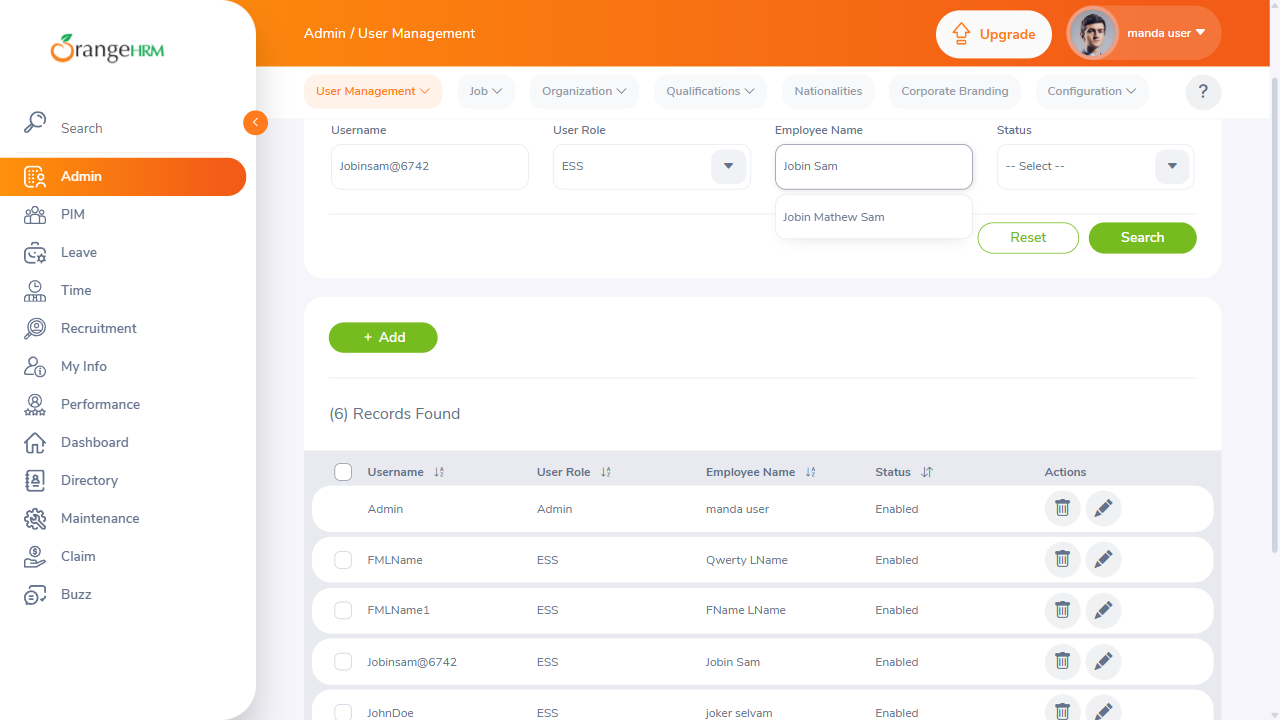 OrangeHRM
Search
Admin
PIM
Leave
Time
Recruitment
My Info
Performance
Dashboard
Directory
Maintenance
Claim
Buzz
Admin / User Management
Upgrade
manda user
User Management
Job
Organization
Qualifications
Nationalities
Corporate Branding
Configuration
?
Username
User Role
Employee Name
Status
Jobinsam@6742
ESS
Jobin Sam
-- Select --
Jobin Mathew Sam
Reset
Search
+ Add
(6) Records Found
Username User Role Employee Name Status Actions
Admin Admin manda user Enabled
FMLName ESS Qwerty LName Enabled
FMLName1 ESS FName LName Enabled
Jobinsam@6742 ESS Jobin Sam Enabled
JohnDoe ESS joker selvam Enabled